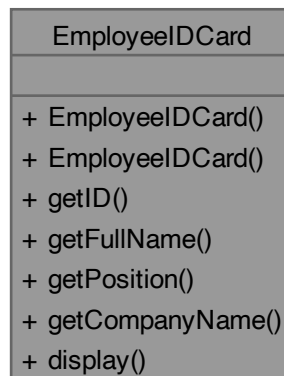 EmployeeIDCard
+ EmployeeIDCard()
+ EmployeeIDCard()
+ getID()
+ getFullName()
+ getPosition()
+ getCompanyName()
+ display()